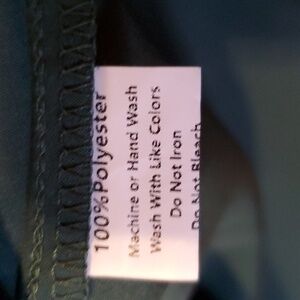 100%Polyester
Machine or Hand Wash
Wash With Like Colors
Do Not Iron
Do Not Bleach